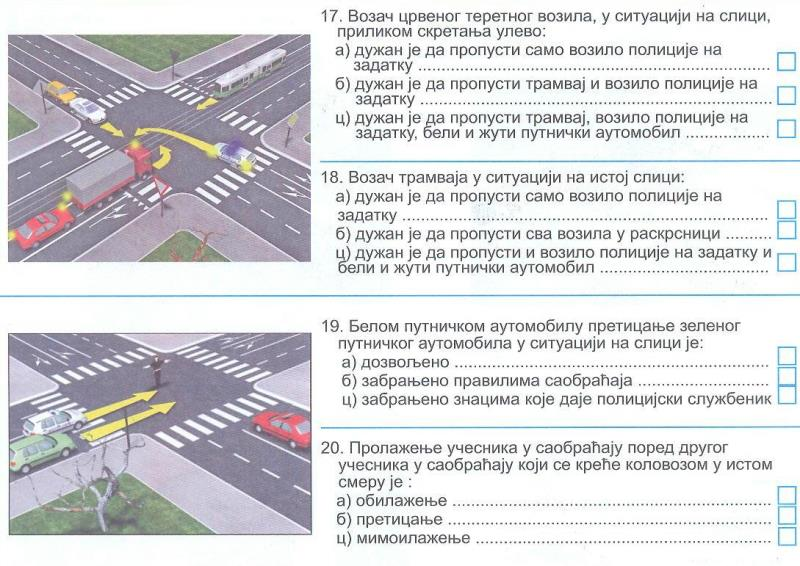 17. Возач црвеног теретног возила, у ситуацији на слици,
приликом скретања улево:
а) дужан је да пропусти само возило полиције на
задатку
б) дужан је да пропусти трамвај и возило полиције на
задатку
ц) дужан је да пропусти трамвај, возило полиције на
задатку, бели и жути путнички аутомобил
18. Возач трамваја у ситуацији на истој слици:
а) дужан је да пропусти само возило полиције на
задатку
б) дужан је да пропусти сва возила у раскрсници
ц) дужан је да пропусти и возило полиције на задатку и
бели и жути путнички аутомобил
19. Белом путничком аутомобилу претицање зеленог
путничког аутомобила у ситуацији на слици је:
а) дозвољено
б) забрањено правилима саобраћаја
ц) забрањено знацима које даје полицијски службеник
20. Пролажење учесника у саобраћају поред другог
учесника у саобраћају који се креће коловозом у истом
смеру је :
а) обилажење
б) претицање
ц) мимоилажење